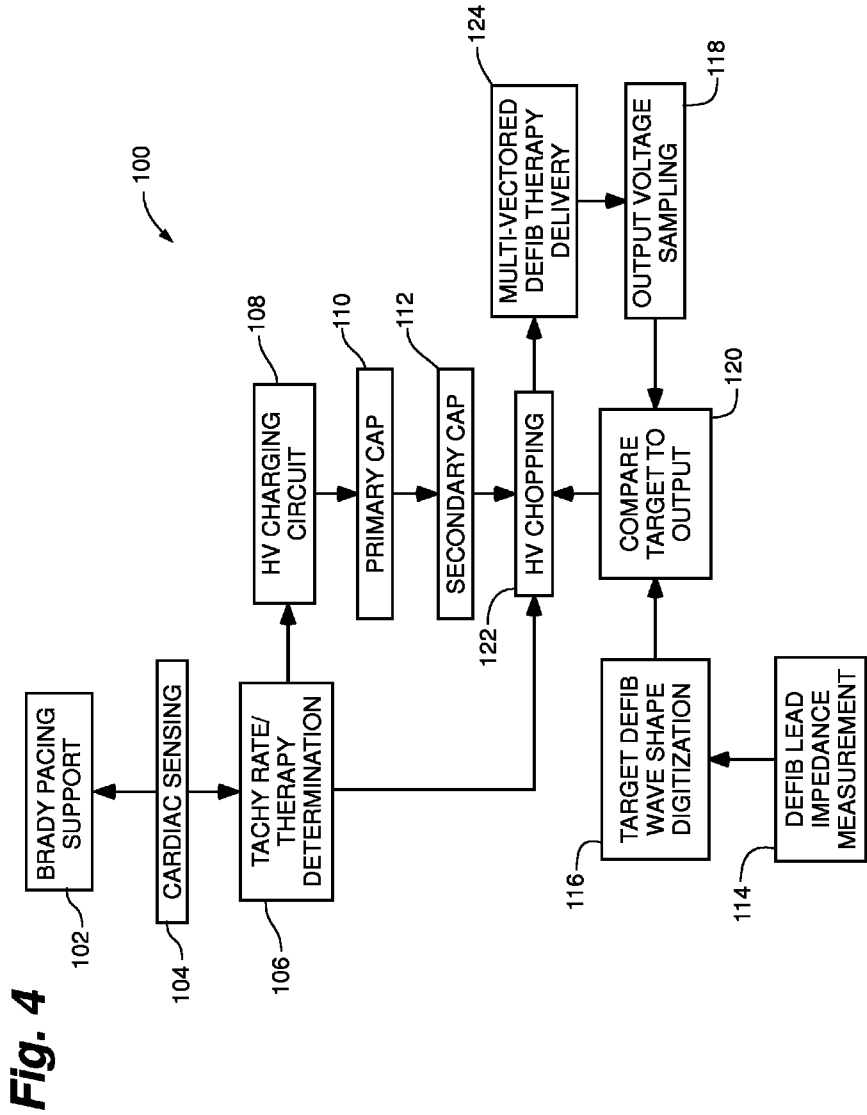 Fig. 4
100
BRADY PACING
SUPPORT
102
CARDIAC SENSING
104
TACHY RATE/
THERAPY
DETERMINATION
106
HV CHARGING
CIRCUIT
108
PRIMARY CAP
110
SECONDARY CAP
112
HV CHOPPING
122
MULTI-VECTORED
DEFIB THERAPY
DELIVERY
124
OUTPUT VOLTAGE
SAMPLING
118
COMPARE
TARGET TO
OUTPUT
120
TARGET DEFIB
WAVE SHAPE
DIGITIZATION
116
DEFIB LEAD
IMPEDANCE
MEASUREMENT
114